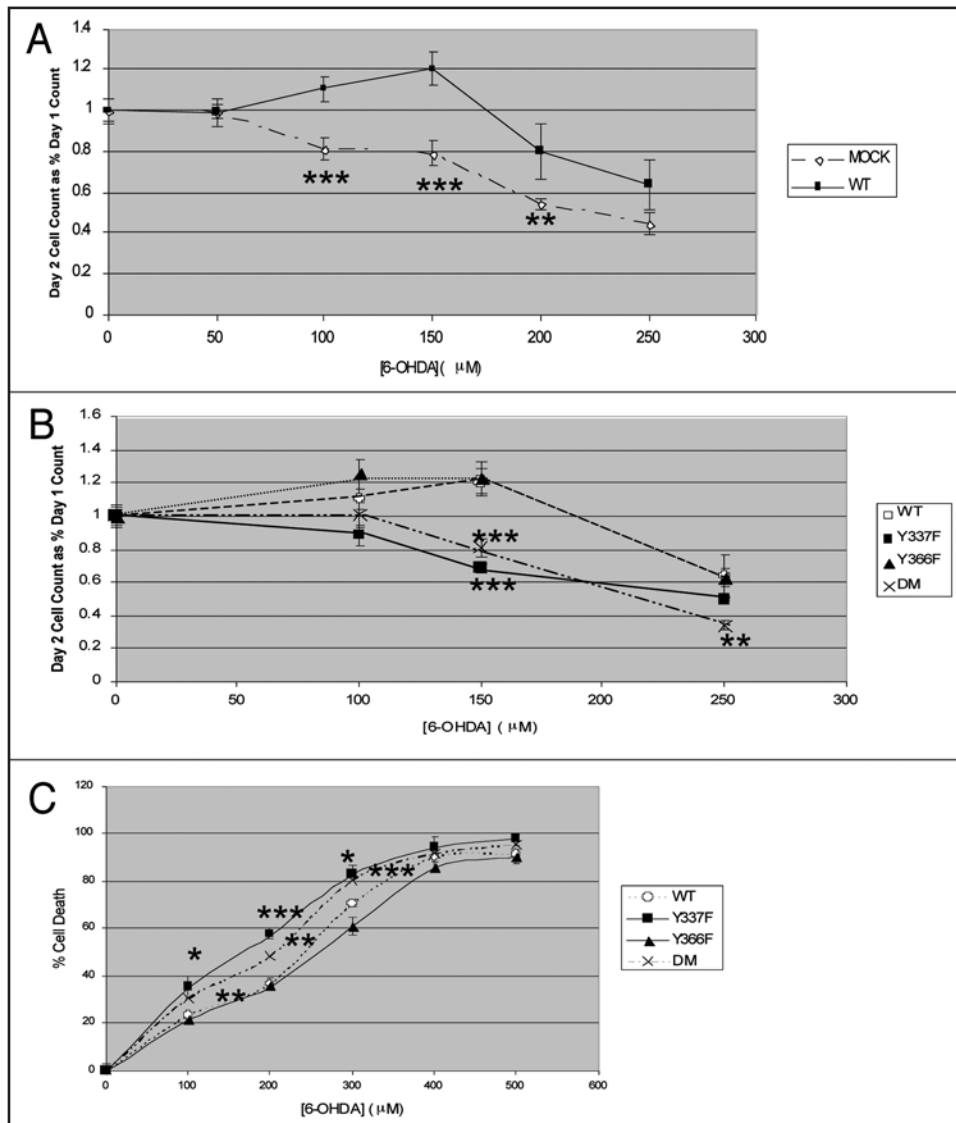 A
Day 2 Cell Count as % Day 1 Count
1.4
1.2
1
0.8
0.6
0.4
0.2
0
***
***
**
0 50 100 150 200 250 300
[6-OHDA] ( μM)
MOCK
WT
B
Day 2 Cell Count as % Day 1 Count
1.6
1.4
1.2
1
0.8
0.6
0.4
0.2
0
***
***
**
0 50 100 150 200 250 300
[6-OHDA] ( μM)
WT
Y337F
Y366F
DM
C
% Cell Death
120
100
80
60
40
20
0
*
***
***
**
*
**
0 100 200 300 400 500 600
[6-OHDA] (μM)
WT
Y337F
Y366F
DM